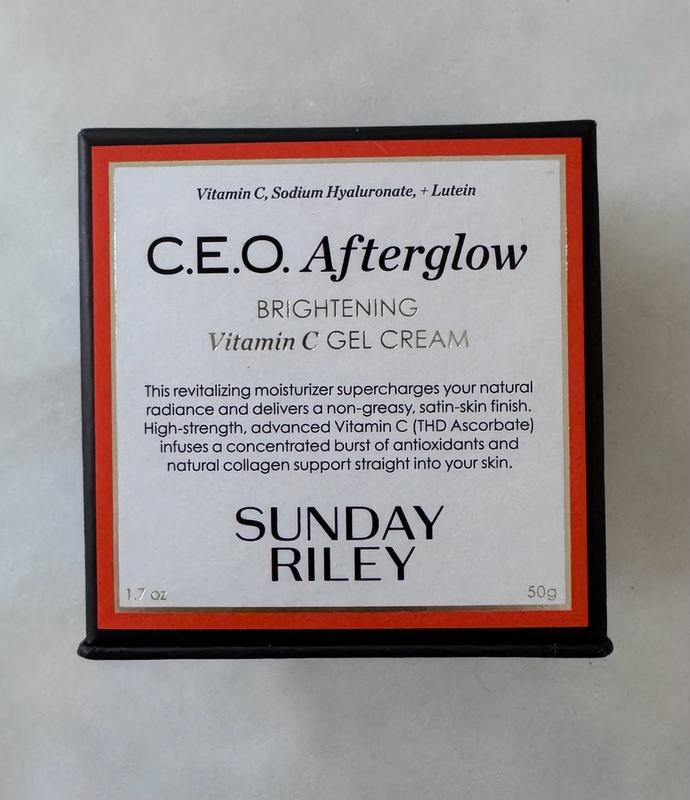 Vitamin C, Sodium Hyaluronate, + Lutein
C.E.O. Afterglow
BRIGHTENING
Vitamin C GEL CREAM
This revitalizing moisturizer supercharges your natural
radiance and delivers a non-greasy, satin-skin finish.
High-strength, advanced Vitamin C (THD Ascorbate)
infuses a concentrated burst of antioxidants and
natural collagen support straight into your skin.
SUNDAY
RILEY
1.7 oz 50g